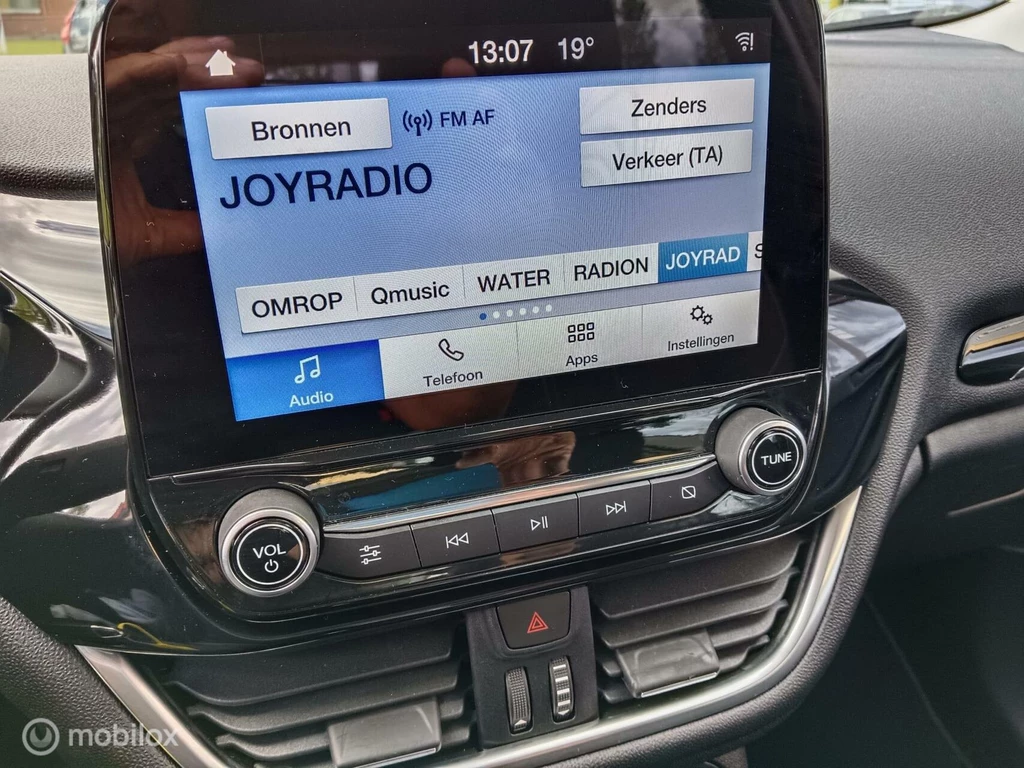 13:07 19°
Bronnen FM AF Zenders
Verkeer (TA)
JOYRADIO
OMROP Qmusic WATER RADION JOYRAD S
Audio Telefoon Apps Instellingen
TUNE
VOL
mobilox